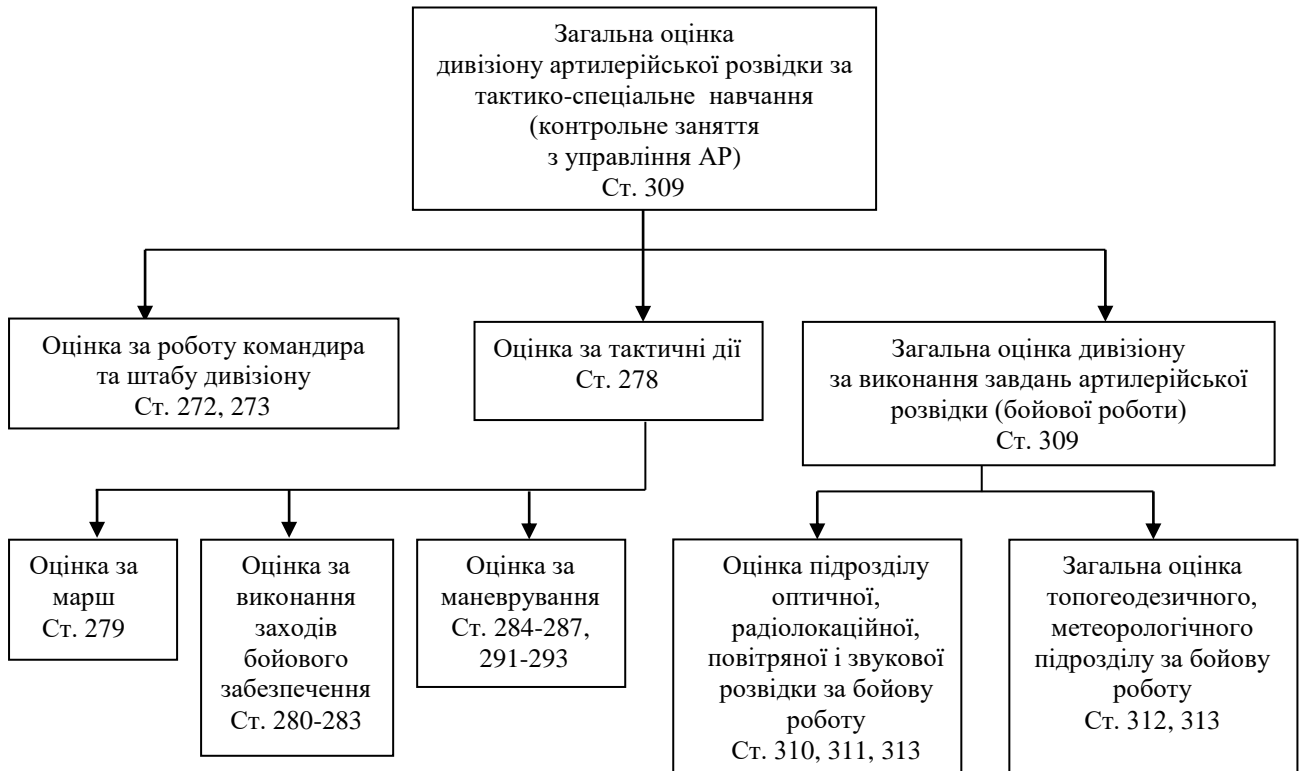 Загальна оцінка
дивізіону артилерійської розвідки за
тактико-спеціальне навчання
(контрольне заняття
з управління АР)
Ст. 309
Оцінка за роботу командира
та штабу дивізіону
Ст. 272, 273
Оцінка за тактичні дії
Ст. 278
Загальна оцінка дивізіону
за виконання завдань артилерійської
розвідки (бойової роботи)
Ст. 309
Оцінка за
марш
Ст. 279
Оцінка за
виконання
заходів
бойового
забезпечення
Ст. 280-283
Оцінка за
маневрування
Ст. 284-287,
291-293
Оцінка підрозділу
оптичної,
радіолокаційної,
повітряної і звукової
розвідки за бойову
роботу
Ст. 310, 311, 313
Загальна оцінка
топогеодезичного,
метеорологічного
підрозділу за бойову
роботу
Ст. 312, 313